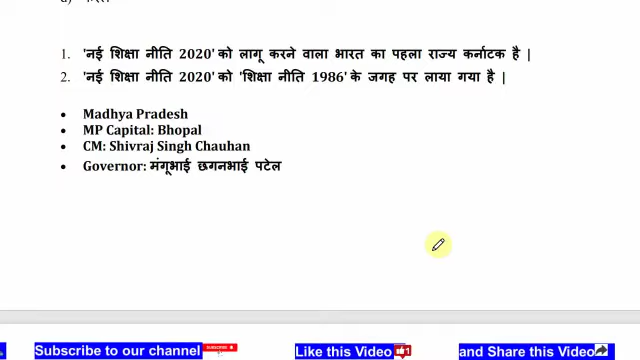 1. 'नई शिक्षा नीति 2020' को लागू करने वाला भारत का पहला राज्य कर्नाटक है |
2. 'नई शिक्षा नीति 2020' को 'शिक्षा नीति 1986' के जगह पर लाया गया है |
• Madhya Pradesh
• MP Capital: Bhopal
• CM: Shivraj Singh Chauhan
• Governor: मंगूभाई छगनभाई पटेल
Subscribe to our channel
Like this Video 1
and Share this Video